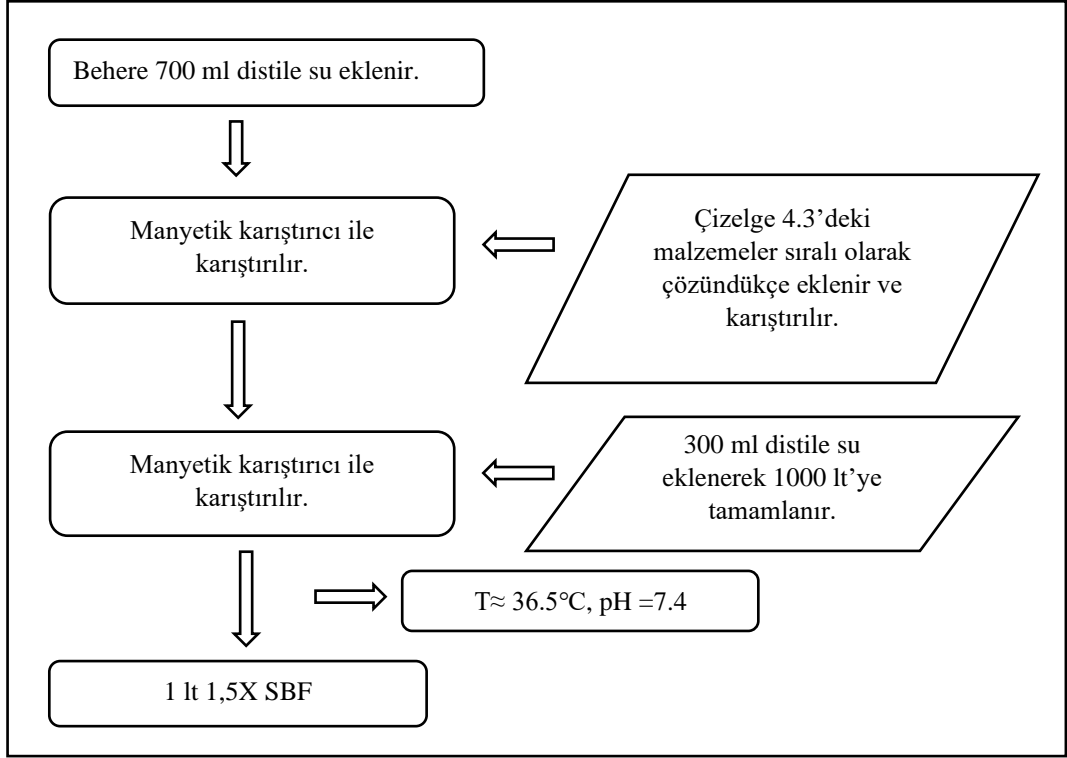 Behere 700 ml distile su eklenir.
Manyetik karıştırıcı ile
karıştırılır.
Çizelge 4.3’deki
malzemeler sıralı olarak
çözündükçe eklenir ve
karıştırılır.
Manyetik karıştırıcı ile
karıştırılır.
300 ml distile su
eklenerek 1000 lt’ye
tamamlanır.
T≈ 36.5°C, pH =7.4
1 lt 1,5X SBF